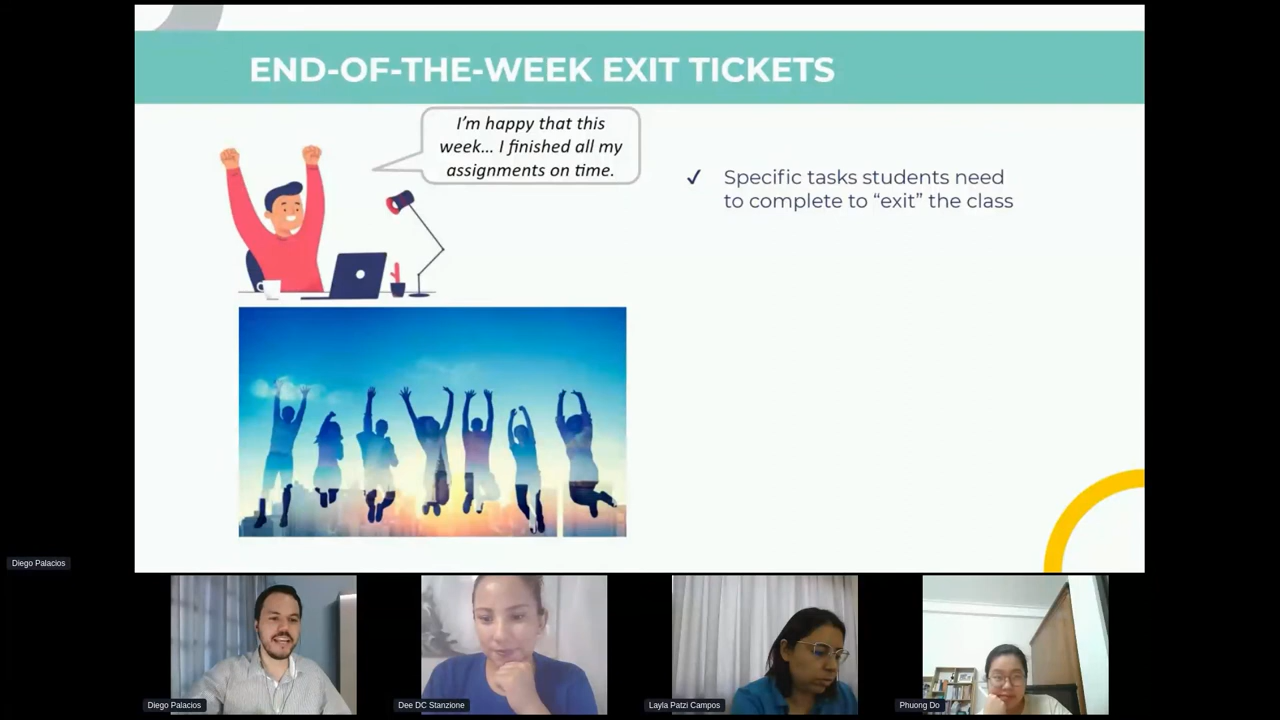 END-OF-THE-WEEK EXIT TICKETS
I'm happy that this
week... I finished all my
assignments on time.
✓ Specific tasks students need
to complete to “exit” the class
Diego Palacios
Diego Palacios
Dee DC Stanzione
Layla Patzi Campos
Phuong Do